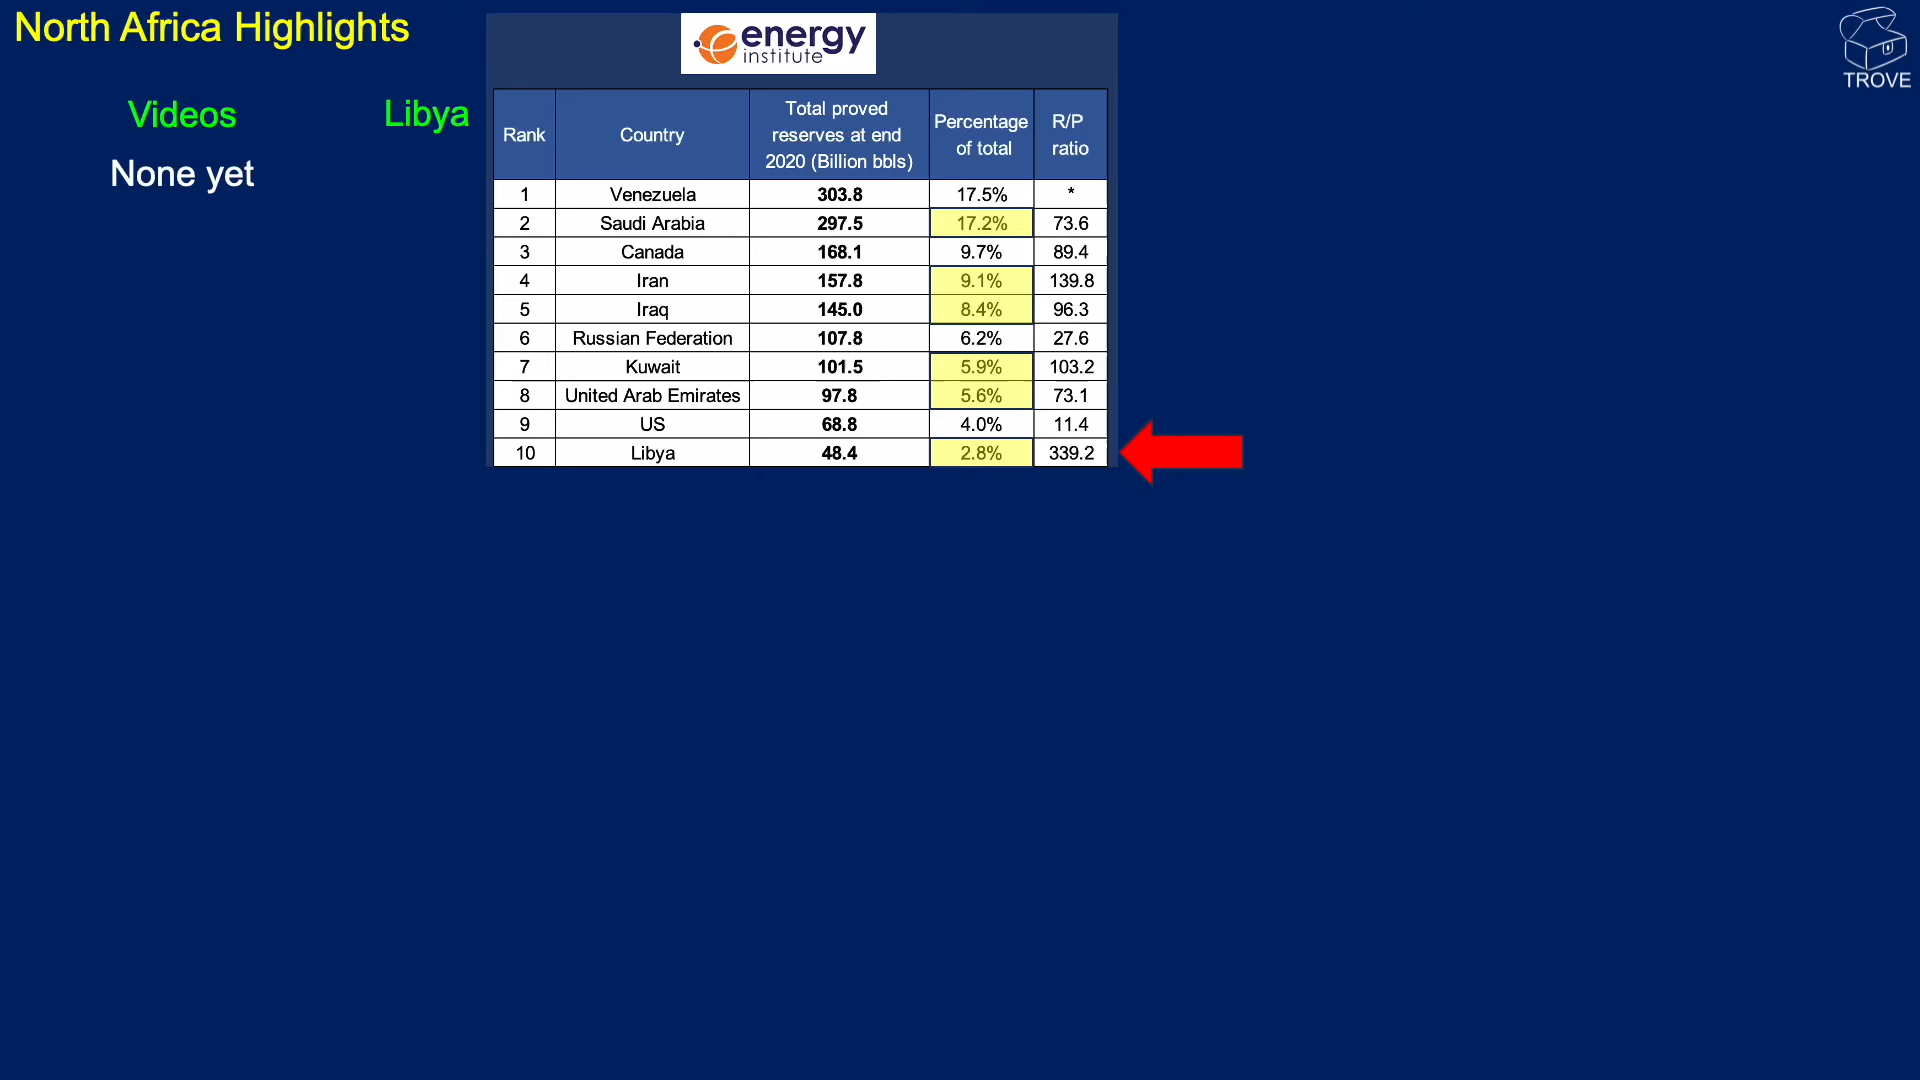 North Africa Highlights
Videos
None yet
Libya
energy
institute
Rank Country Total proved reserves at end 2020 (Billion bbls) Percentage of total R/P ratio
1 Venezuela 303.8 17.5% *
2 Saudi Arabia 297.5 17.2% 73.6
3 Canada 168.1 9.7% 89.4
4 Iran 157.8 9.1% 139.8
5 Iraq 145.0 8.4% 96.3
6 Russian Federation 107.8 6.2% 27.6
7 Kuwait 101.5 5.9% 103.2
8 United Arab Emirates 97.8 5.6% 73.1
9 US 68.8 4.0% 11.4
10 Libya 48.4 2.8% 339.2
TROVE